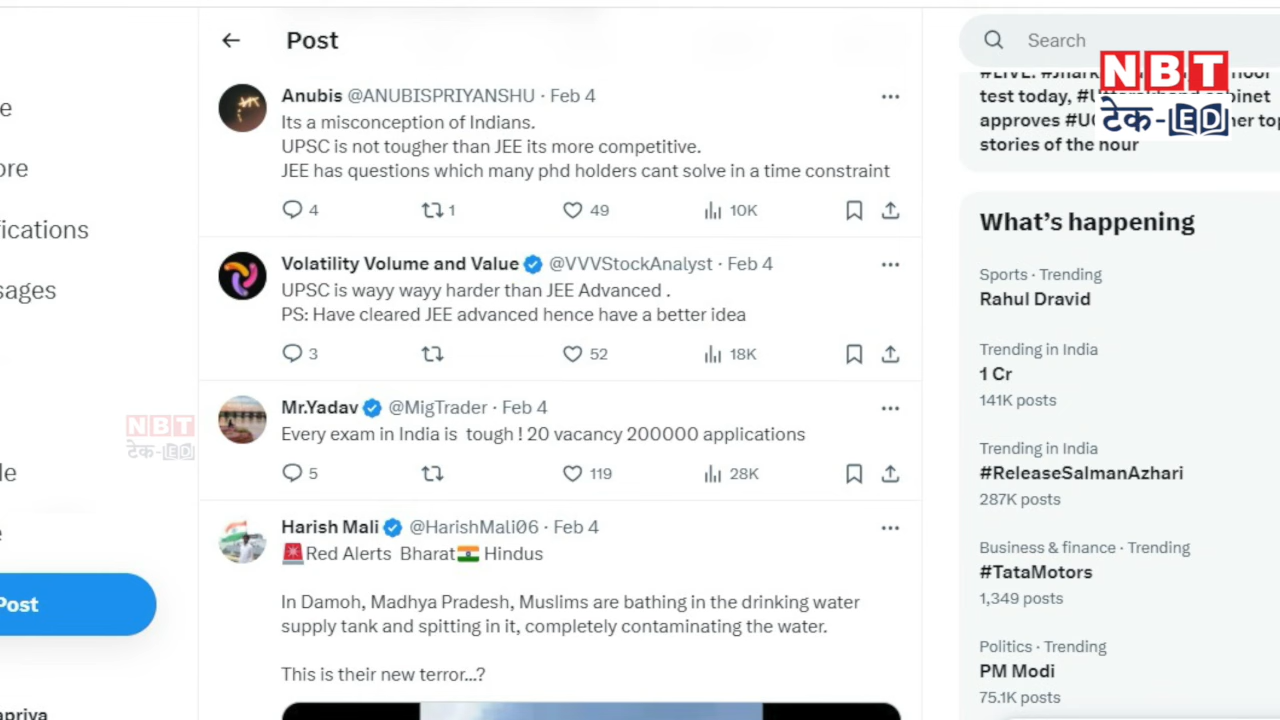 Post
Search
Anubis @ANUBISPRIYANSHU · Feb 4
Its a misconception of Indians.
UPSC is not tougher than JEE its more competitive.
JEE has questions which many phd holders cant solve in a time constraint
4 1 49 10K
Volatility Volume and Value @VVVStockAnalyst · Feb 4
UPSC is wayy wayy harder than JEE Advanced .
PS: Have cleared JEE advanced hence have a better idea
3 52 18K
Mr.Yadav @MigTrader · Feb 4
Every exam in India is tough ! 20 vacancy 200000 applications
5 119 28K
Harish Mali @HarishMali06 · Feb 4
🚨Red Alerts Bharat🇮🇳 Hindus
In Damoh, Madhya Pradesh, Muslims are bathing in the drinking water
supply tank and spitting in it, completely contaminating the water.
This is their new terror...?
NBT
टेक-ED
#LIVE:
test today,
approves
stories of the hour
What's happening
Sports · Trending
Rahul Dravid
Trending in India
1 Cr
141K posts
Trending in India
#ReleaseSalmanAzhari
287K posts
Business & finance · Trending
#TataMotors
1,349 posts
Politics · Trending
PM Modi
75.1K posts
NBT
टेक-ED
Post